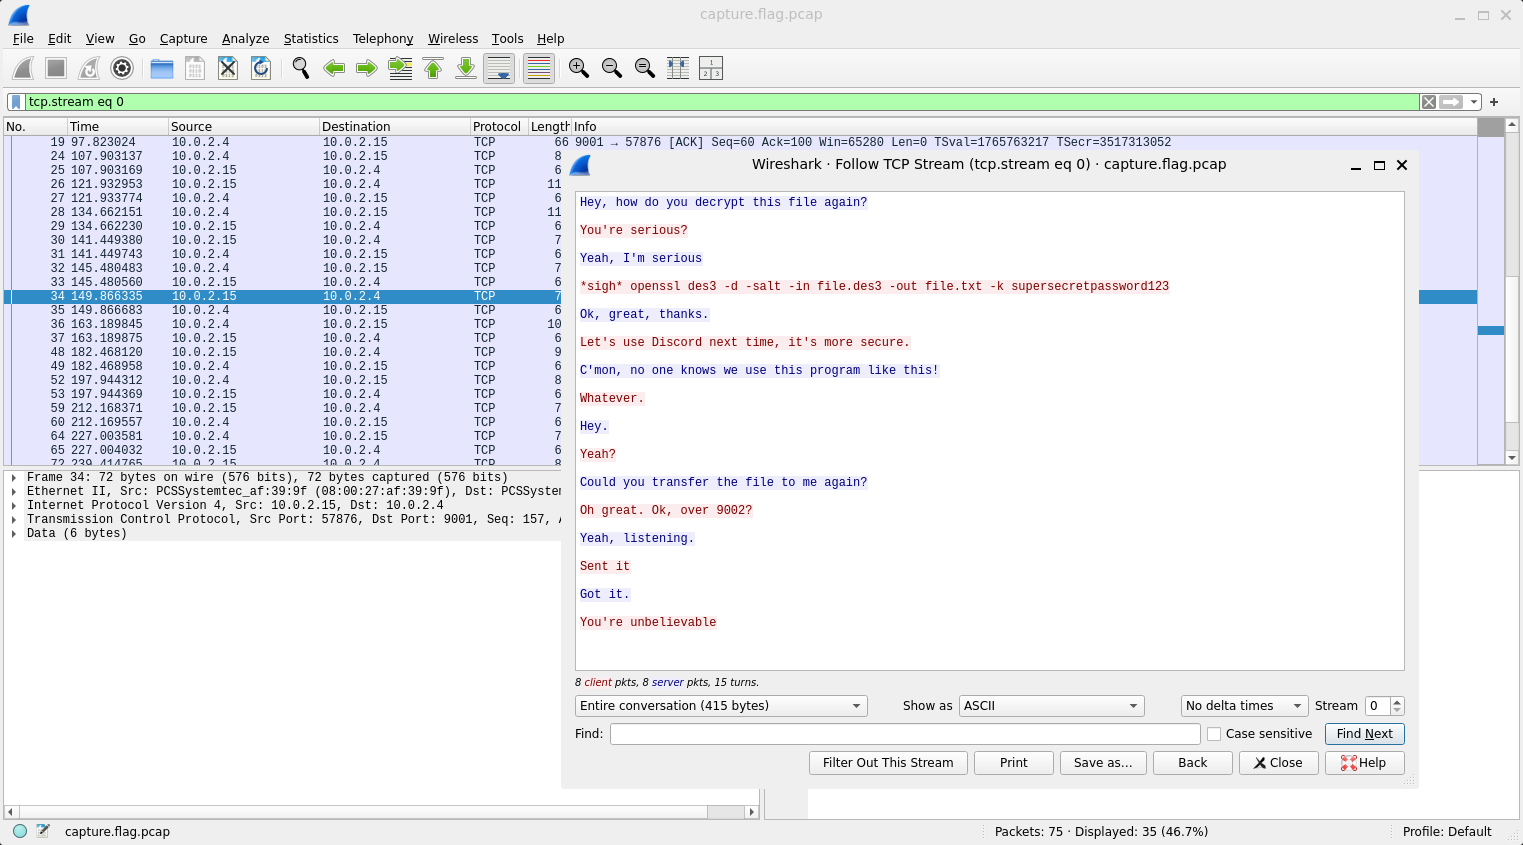 capture.flag.pcap
File Edit View Go Capture Analyze Statistics Telephony Wireless Tools Help
tcp.stream eq 0
No. Time Source Destination Protocol Length Info
19 97.823024 10.0.2.4 10.0.2.15 TCP 66 9001 → 57876 [ACK] Seq=60 Ack=100 Win=65280 Len=0 TSval=1765763217 TSecr=3517313052
24 107.903137 10.0.2.4 10.0.2.15 TCP 8
25 107.903169 10.0.2.15 10.0.2.4 TCP 6
26 121.932953 10.0.2.15 10.0.2.4 TCP 11
27 121.933774 10.0.2.4 10.0.2.15 TCP 6
28 134.662151 10.0.2.4 10.0.2.15 TCP 11
29 134.662230 10.0.2.15 10.0.2.4 TCP 6
30 141.449380 10.0.2.15 10.0.2.4 TCP 7
31 141.449743 10.0.2.4 10.0.2.15 TCP 6
32 145.480483 10.0.2.4 10.0.2.15 TCP 7
33 145.480560 10.0.2.15 10.0.2.4 TCP 6
34 149.866335 10.0.2.15 10.0.2.4 TCP 7
35 149.866683 10.0.2.4 10.0.2.15 TCP 6
36 163.189845 10.0.2.4 10.0.2.15 TCP 10
37 163.189875 10.0.2.15 10.0.2.4 TCP 6
48 182.468120 10.0.2.15 10.0.2.4 TCP 9
49 182.468958 10.0.2.4 10.0.2.15 TCP 6
52 197.944312 10.0.2.4 10.0.2.15 TCP 8
53 197.944369 10.0.2.15 10.0.2.4 TCP 6
59 212.168371 10.0.2.15 10.0.2.4 TCP 7
60 212.169557 10.0.2.4 10.0.2.15 TCP 6
64 227.003581 10.0.2.4 10.0.2.15 TCP 7
65 227.004032 10.0.2.15 10.0.2.4 TCP 6
72 239.414765 10.0.2.15 10.0.2.4 TCP 8
Frame 34: 72 bytes on wire (576 bits), 72 bytes captured (576 bits)
Ethernet II, Src: PCSSystemtec_af:39:9f (08:00:27:af:39:9f), Dst: PCSSystem
Internet Protocol Version 4, Src: 10.0.2.15, Dst: 10.0.2.4
Transmission Control Protocol, Src Port: 57876, Dst Port: 9001, Seq: 157,
Data (6 bytes)
Wireshark · Follow TCP Stream (tcp.stream eq 0) · capture.flag.pcap
Hey, how do you decrypt this file again?
You're serious?
Yeah, I'm serious
*sigh* openssl des3 -d -salt -in file.des3 -out file.txt -k supersecretpassword123
Ok, great, thanks.
Let's use Discord next time, it's more secure.
C'mon, no one knows we use this program like this!
Whatever.
Hey.
Yeah?
Could you transfer the file to me again?
Oh great. Ok, over 9002?
Yeah, listening.
Sent it
Got it.
You're unbelievable
8 client pkts, 8 server pkts, 15 turns.
Entire conversation (415 bytes) Show as ASCII No delta times Stream 0
Find: Case sensitive Find Next
Filter Out This Stream Print Save as… Back Close Help
capture.flag.pcap Packets: 75 · Displayed: 35 (46.7%) Profile: Default